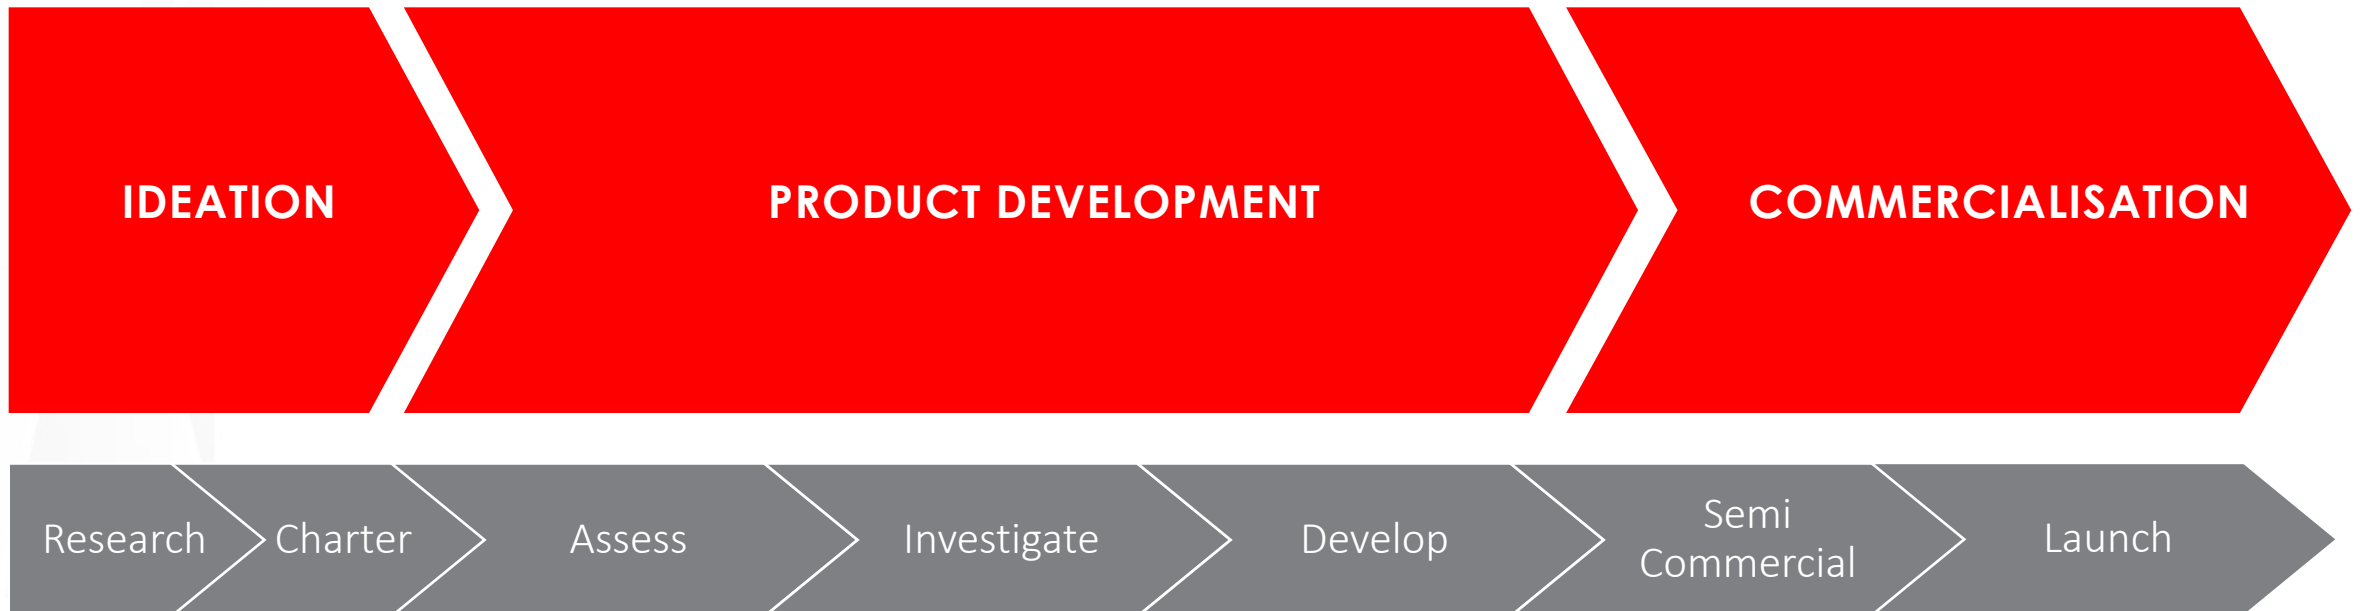 IDEATION
PRODUCT DEVELOPMENT
COMMERCIALISATION
Research
Charter
Assess
Investigate
Develop
Semi
Commercial
Launch